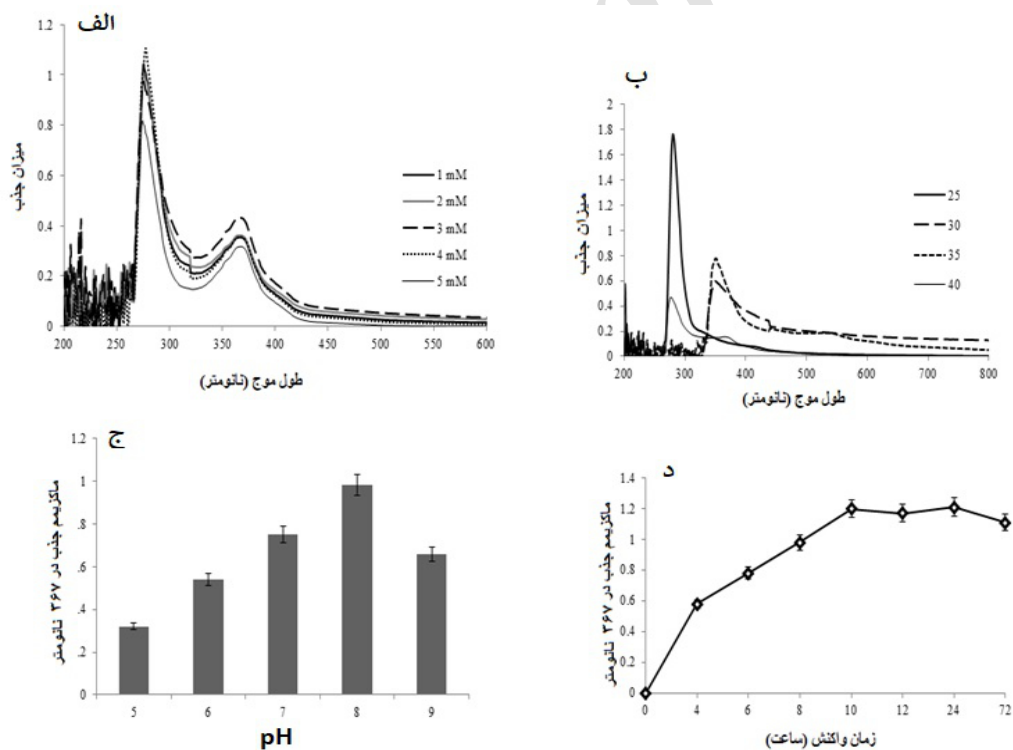 الف
1.2
1
0.8
0.6
0.4
0.2
0
200 250 300 350 400 450 500 550 600
میزان جذب
طول موج (نانومتر)
1 mM
2 mM
3 mM
4 mM
5 mM
ب
2
1.8
1.6
1.4
1.2
1
0.8
0.6
0.4
0.2
0
200 300 400 500 600 700 800
میزان جذب
طول موج (نانومتر)
25
30
35
40
ج
1.2
1
.8
.6
.4
.2
0
5 6 7 8 9
ماکزیمم جذب در ۳۶۷ نانومتر
pH
د
1.4
1.2
1
0.8
0.6
0.4
0.2
0
0 4 6 8 10 12 24 72
ماکزیمم جذب در ۳۶۷ نانومتر
زمان واکنش (ساعت)